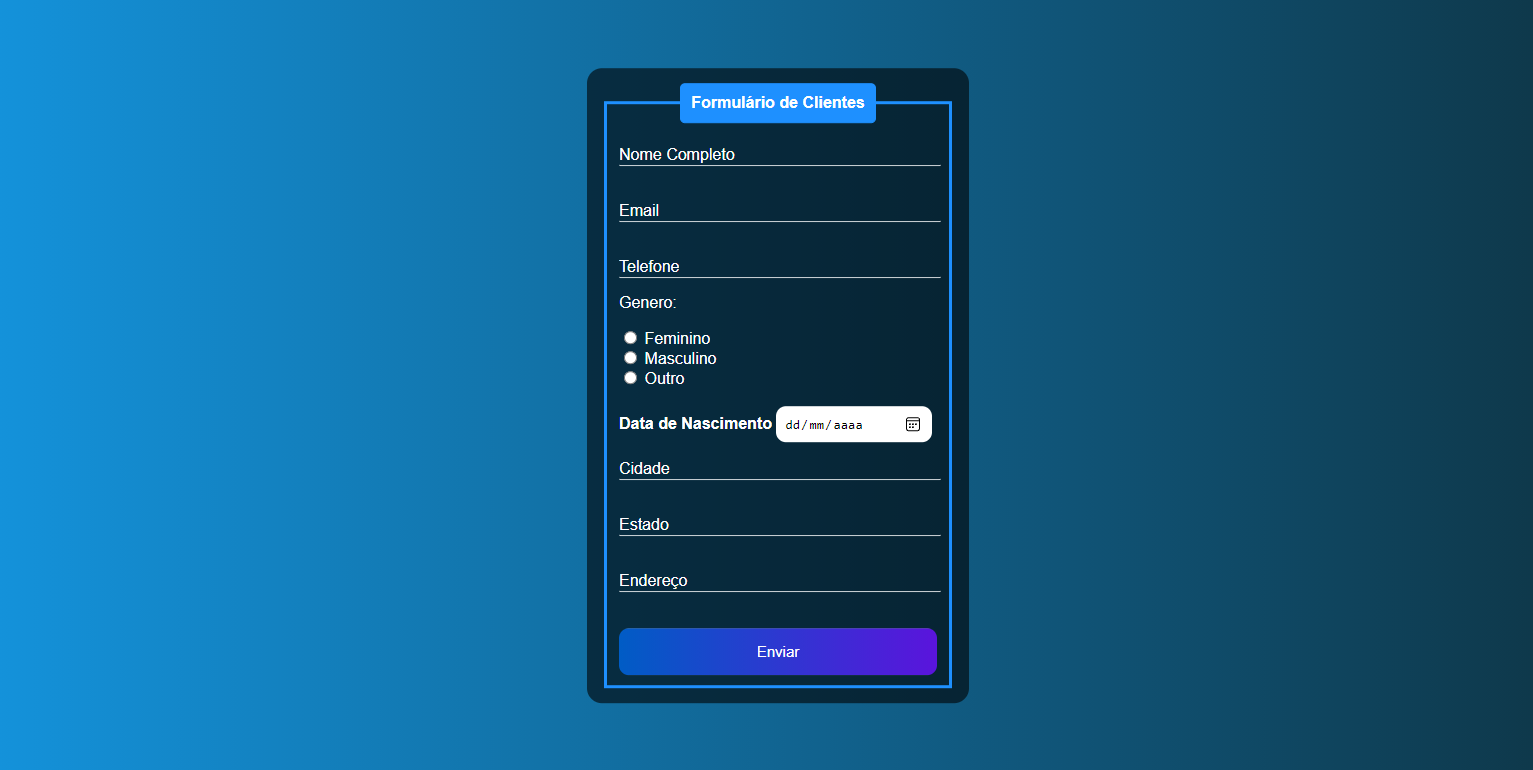 Formulário de Clientes
Nome Completo
Email
Telefone
Genero:
Feminino
Masculino
Outro
Data de Nascimento dd/mm/aaaa
Cidade
Estado
Endereço
Enviar